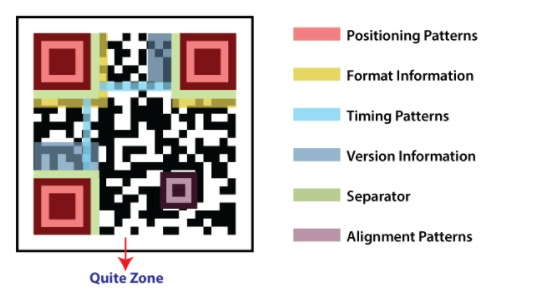 Positioning Patterns
Format Information
Timing Patterns
Version Information
Separator
Alignment Patterns
Quite Zone